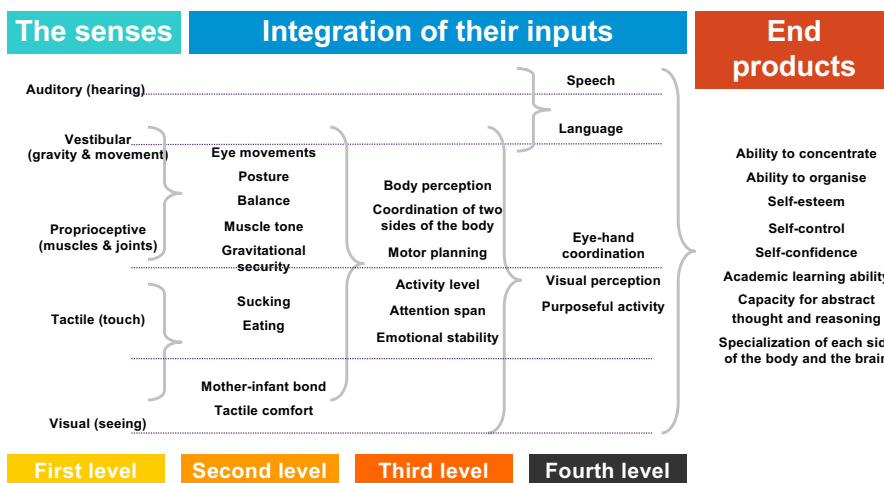 The senses
Integration of their inputs
End
products
Auditory (hearing)
Vestibular
(gravity & movement)
Proprioceptive
(muscles & joints)
Tactile (touch)
Visual (seeing)
Eye movements
Posture
Balance
Muscle tone
Gravitational
security
Sucking
Eating
Mother-infant bond
Tactile comfort
Body perception
Coordination of two
sides of the body
Motor planning
Activity level
Attention span
Emotional stability
Speech
Language
Eye-hand
coordination
Visual perception
Purposeful activity
Ability to concentrate
Ability to organise
Self-esteem
Self-control
Self-confidence
Academic learning ability
Capacity for abstract
thought and reasoning
Specialization of each sid
of the body and the brain
First level
Second level
Third level
Fourth level